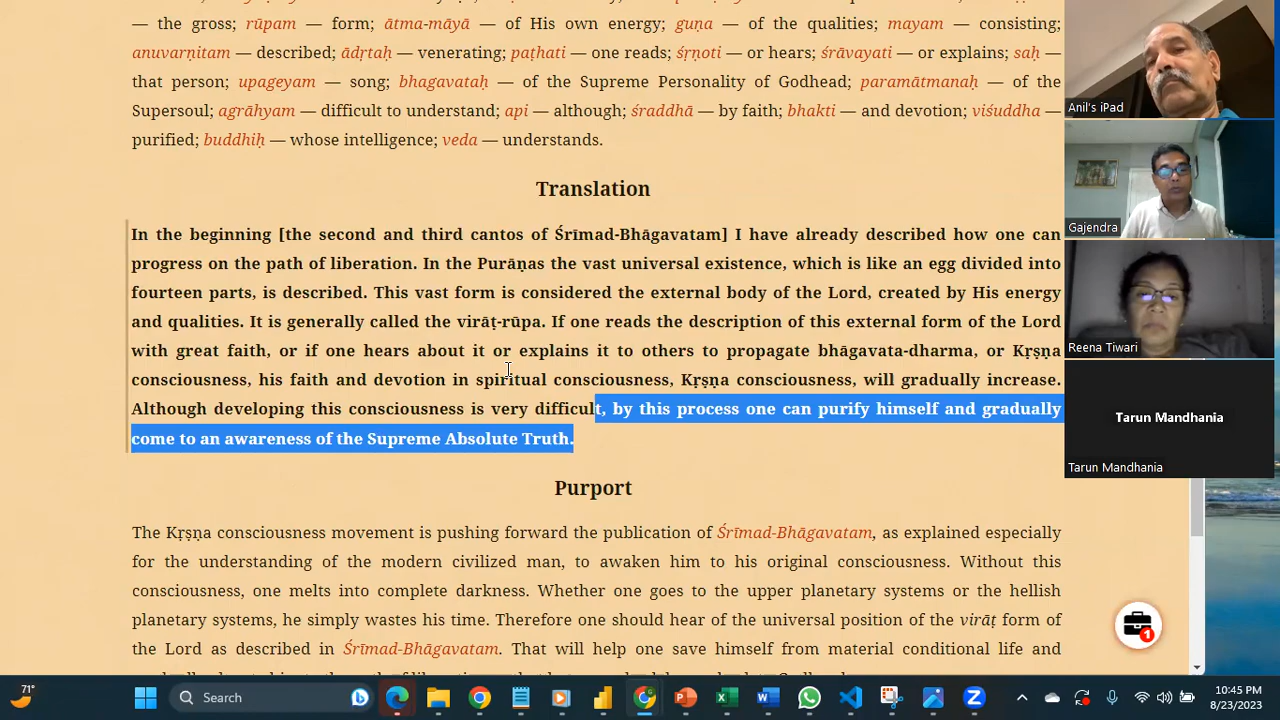 — the gross; rūpam — form; ātma-māyā — of His own energy; guṇa — of the qualities; mayam — consisting;
anuvarṇitam — described; ādṛtaḥ — venerating; paṭhati — one reads; śṛṇoti — or hears; śrāvayati — or explains; saḥ —
that person; upageyam — song; bhagavataḥ — of the Supreme Personality of Godhead; paramātmanaḥ — of the
Supersoul; agrāhyam — difficult to understand; api — although; śraddhā — by faith; bhakti — and devotion; viśuddha —
purified; buddhiḥ — whose intelligence; veda — understands.
Translation
In the beginning [the second and third cantos of Śrīmad-Bhāgavatam] I have already described how one can
progress on the path of liberation. In the Purāṇas the vast universal existence, which is like an egg divided into
fourteen parts, is described. This vast form is considered the external body of the Lord, created by His energy
and qualities. It is generally called the virāṭ-rūpa. If one reads the description of this external form of the Lord
with great faith, or if one hears about it or explains it to others to propagate bhāgavata-dharma, or Kṛṣṇa
consciousness, his faith and devotion in spiritual consciousness, Kṛṣṇa consciousness, will gradually increase.
Although developing this consciousness is very difficult, by this process one can purify himself and gradually
come to an awareness of the Supreme Absolute Truth.
Purport
The Kṛṣṇa consciousness movement is pushing forward the publication of Śrīmad-Bhāgavatam, as explained especially
for the understanding of the modern civilized man, to awaken him to his original consciousness. Without this
consciousness, one melts into complete darkness. Whether one goes to the upper planetary systems or the hellish
planetary systems, he simply wastes his time. Therefore one should hear of the universal position of the virāṭ form of
the Lord as described in Śrīmad-Bhāgavatam. That will help one save himself from material conditional life and
Anil's iPad
Gajendra
Reena Tiwari
Tarun Mandhania
Tarun Mandhania
1
71°
Search
10:45 PM
8/23/2023